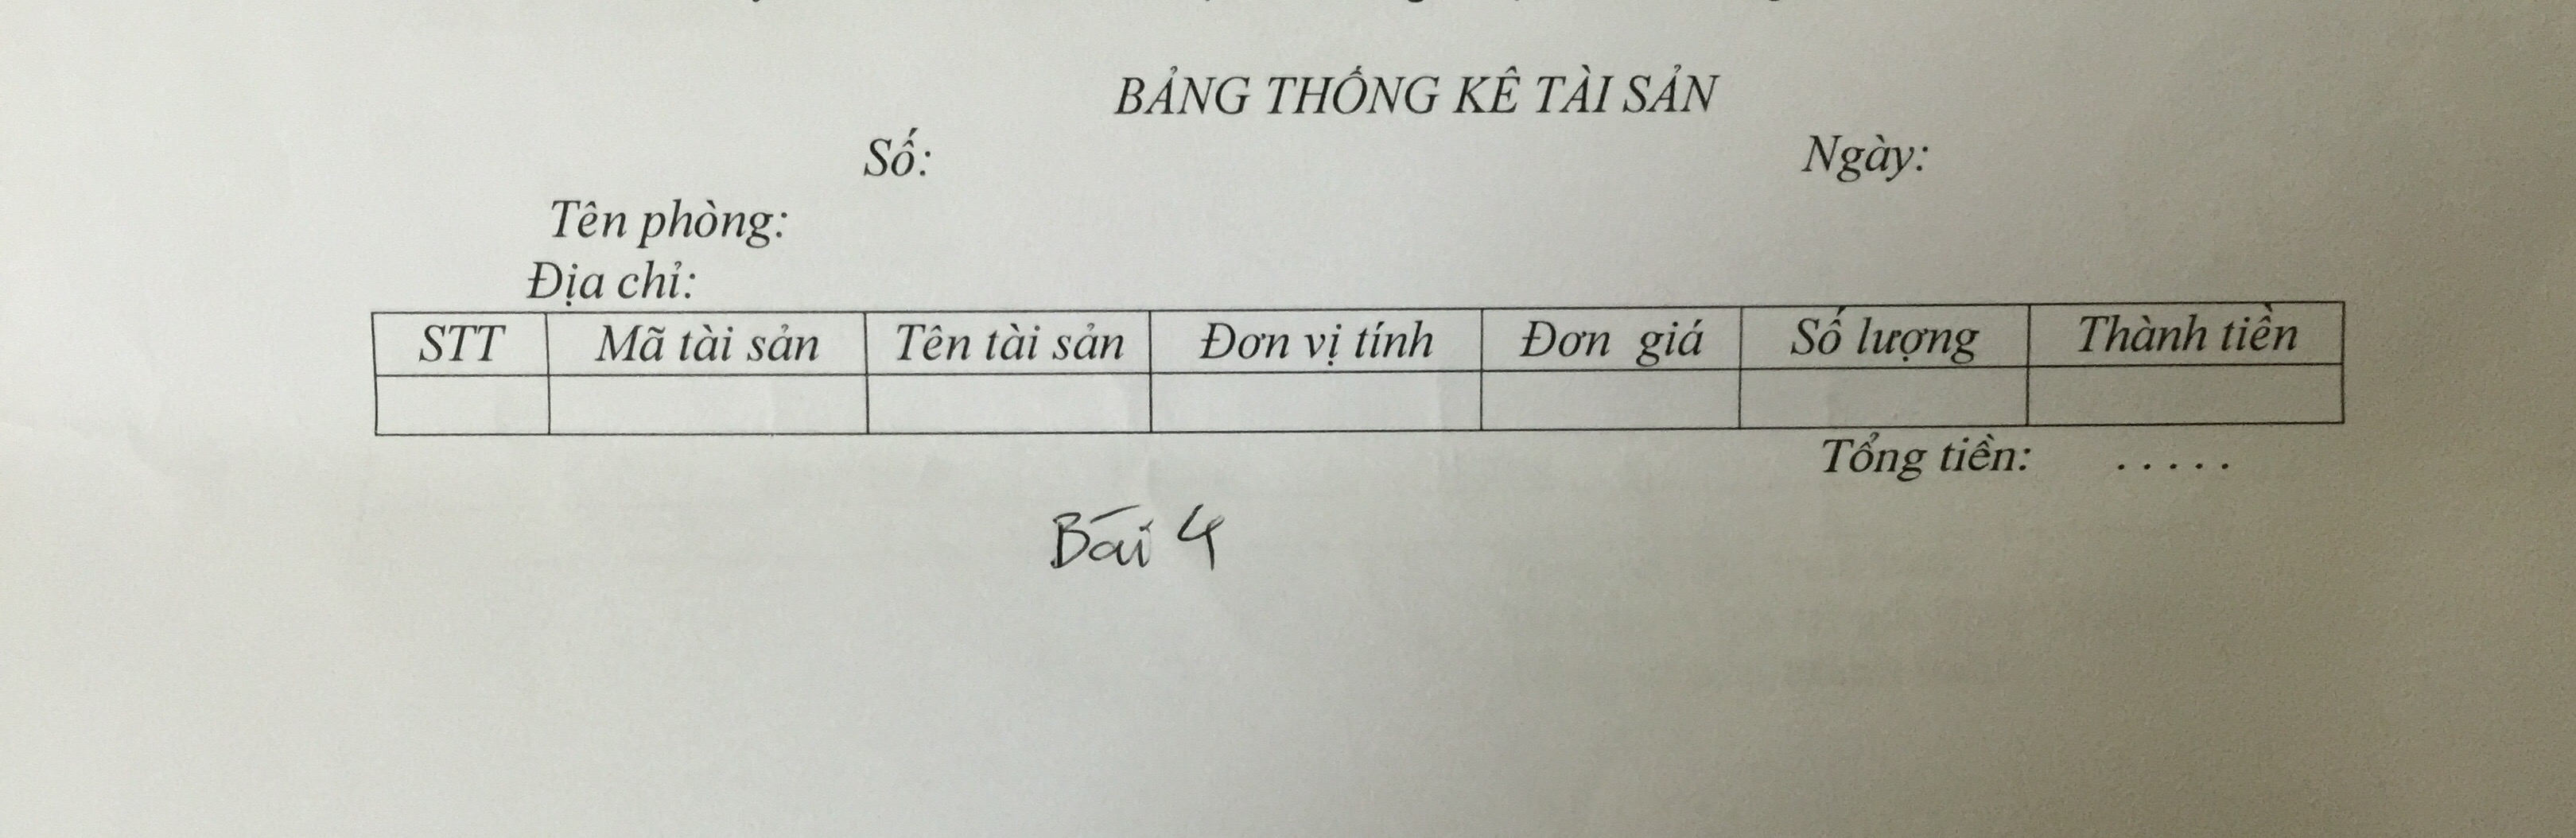 BẢNG THỐNG KÊ TÀI SẢN
Số: Ngày:
Tên phòng:
Địa chỉ:
STT Mã tài sản Tên tài sản Đơn vị tính Đơn giá Số lượng Thành tiền
Tổng tiền: . . . . .
Bài 4